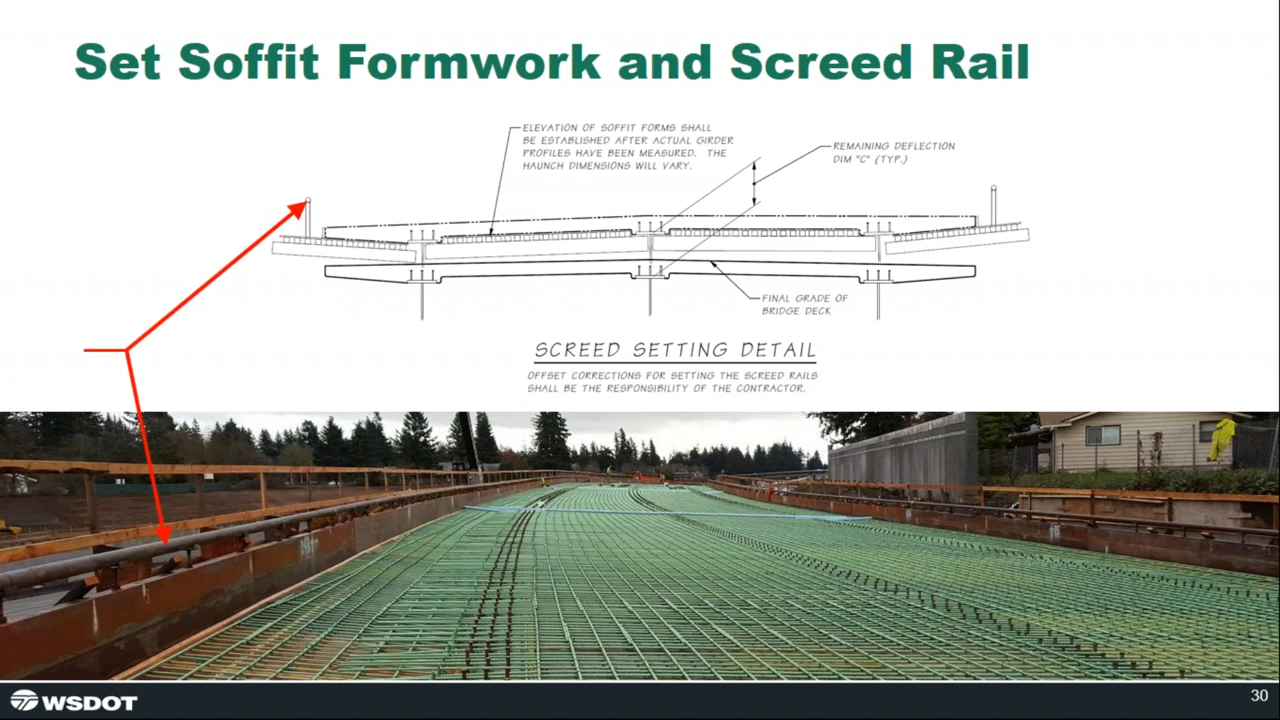 Set Soffit Formwork and Screed Rail
ELEVATION OF SOFFIT FORMS SHALL
BE ESTABLISHED AFTER ACTUAL GIRDER
PROFILES HAVE BEEN MEASURED. THE
HAUNCH DIMENSIONS WILL VARY.
REMAINING DEFLECTION
DIM "C" (TYP.)
FINAL GRADE OF
BRIDGE DECK
SCREED SETTING DETAIL
OFFSET CORRECTIONS FOR SETTING THE SCREED RAILS
SHALL BE THE RESPONSIBILITY OF THE CONTRACTOR.
WSDOT
30